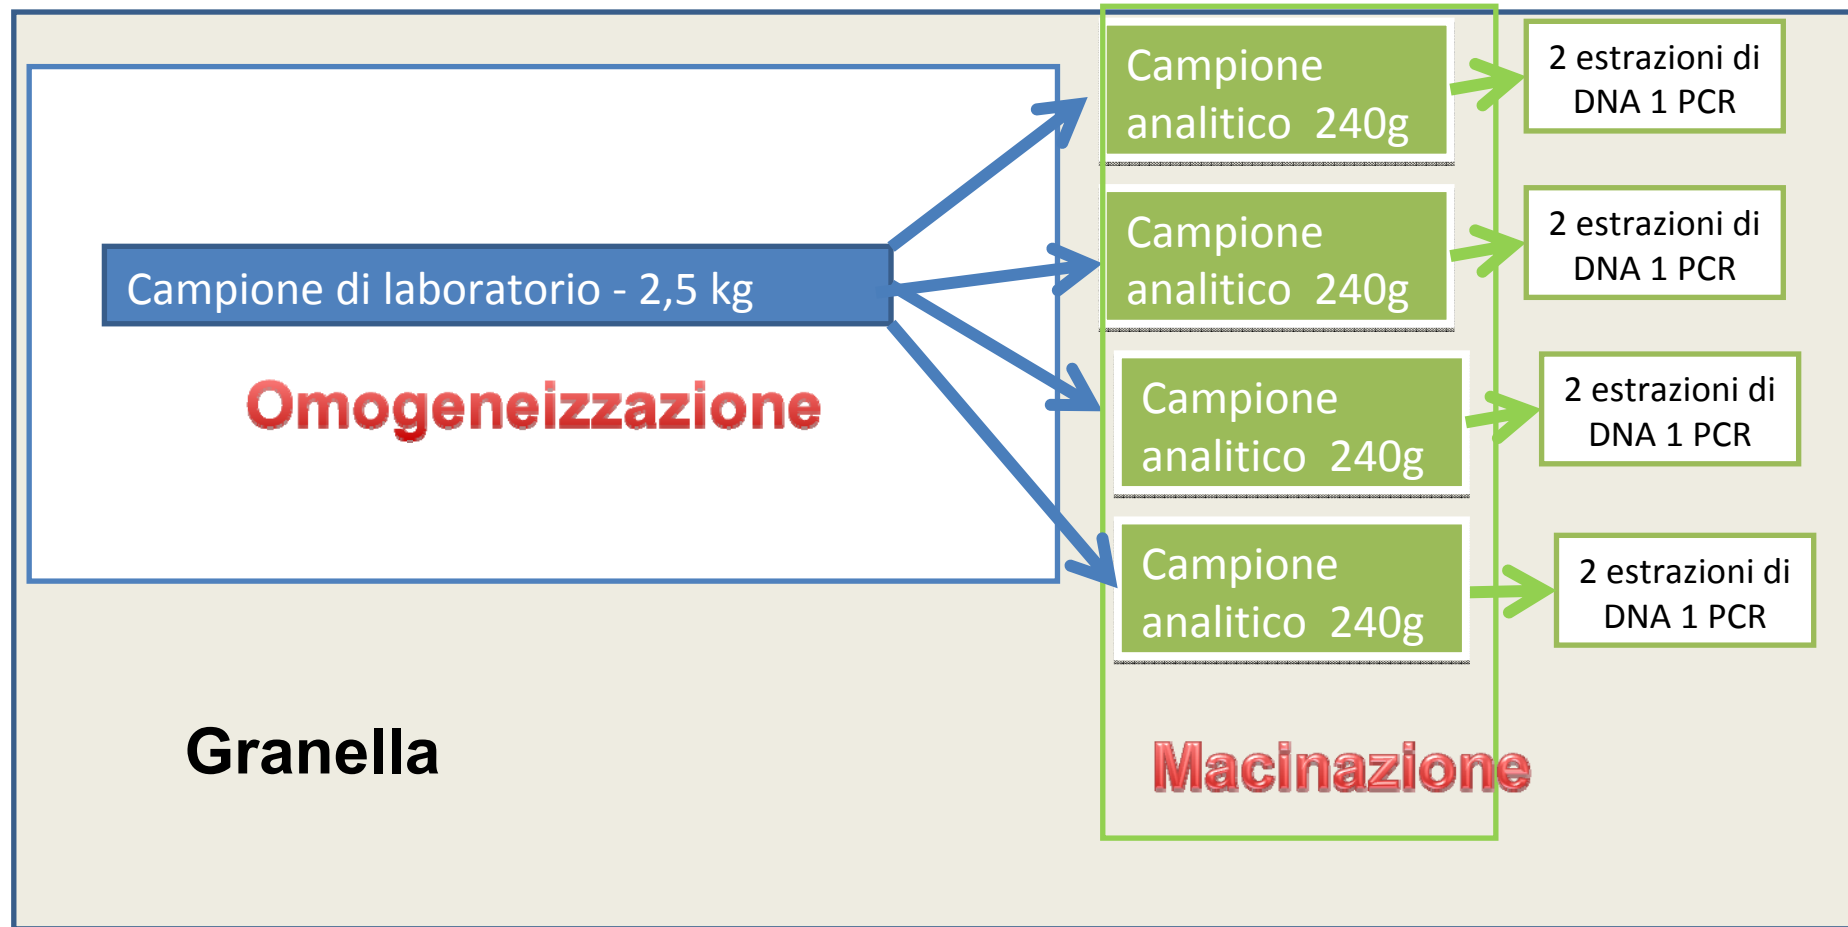 Campione di laboratorio - 2,5 kg
Omogeneizzazione
Granella
Campione
analitico 240g
2 estrazioni di
DNA 1 PCR
Campione
analitico 240g
2 estrazioni di
DNA 1 PCR
Campione
analitico 240g
2 estrazioni di
DNA 1 PCR
Campione
analitico 240g
2 estrazioni di
DNA 1 PCR
Macinazione